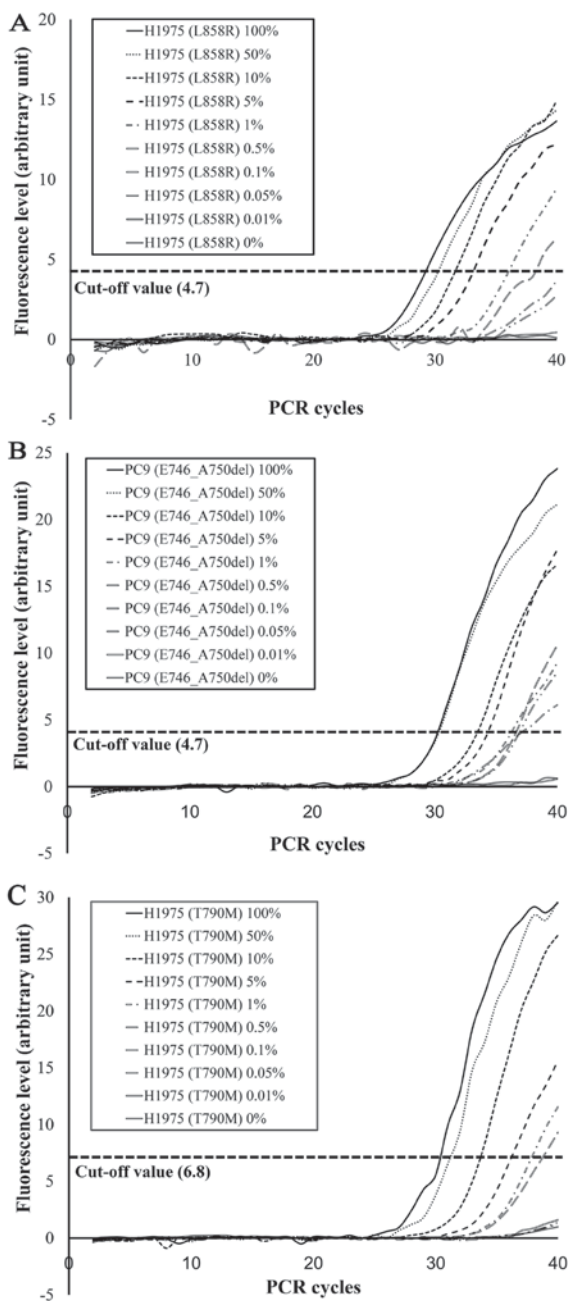 A
Fluorescence level (arbitrary unit)
20
15
10
5
0
-5
H1975 (L858R) 100%
H1975 (L858R) 50%
H1975 (L858R) 10%
H1975 (L858R) 5%
H1975 (L858R) 1%
H1975 (L858R) 0.5%
H1975 (L858R) 0.1%
H1975 (L858R) 0.05%
H1975 (L858R) 0.01%
H1975 (L858R) 0%
Cut-off value (4.7)
0 10 20 30 40
PCR cycles
B
Fluorescence level (arbitrary unit)
25
20
15
10
5
0
-5
PC9 (E746_A750del) 100%
PC9 (E746_A750del) 50%
PC9 (E746_A750del) 10%
PC9 (E746_A750del) 5%
PC9 (E746_A750del) 1%
PC9 (E746_A750del) 0.5%
PC9 (E746_A750del) 0.1%
PC9 (E746_A750del) 0.05%
PC9 (E746_A750del) 0.01%
PC9 (E746_A750del) 0%
Cut-off value (4.7)
0 10 20 30 40
PCR cycles
C
Fluorescence level (arbitrary unit)
30
25
20
15
10
5
0
-5
H1975 (T790M) 100%
H1975 (T790M) 50%
H1975 (T790M) 10%
H1975 (T790M) 5%
H1975 (T790M) 1%
H1975 (T790M) 0.5%
H1975 (T790M) 0.1%
H1975 (T790M) 0.05%
H1975 (T790M) 0.01%
H1975 (T790M) 0%
Cut-off value (6.8)
0 10 20 30 40
PCR cycles